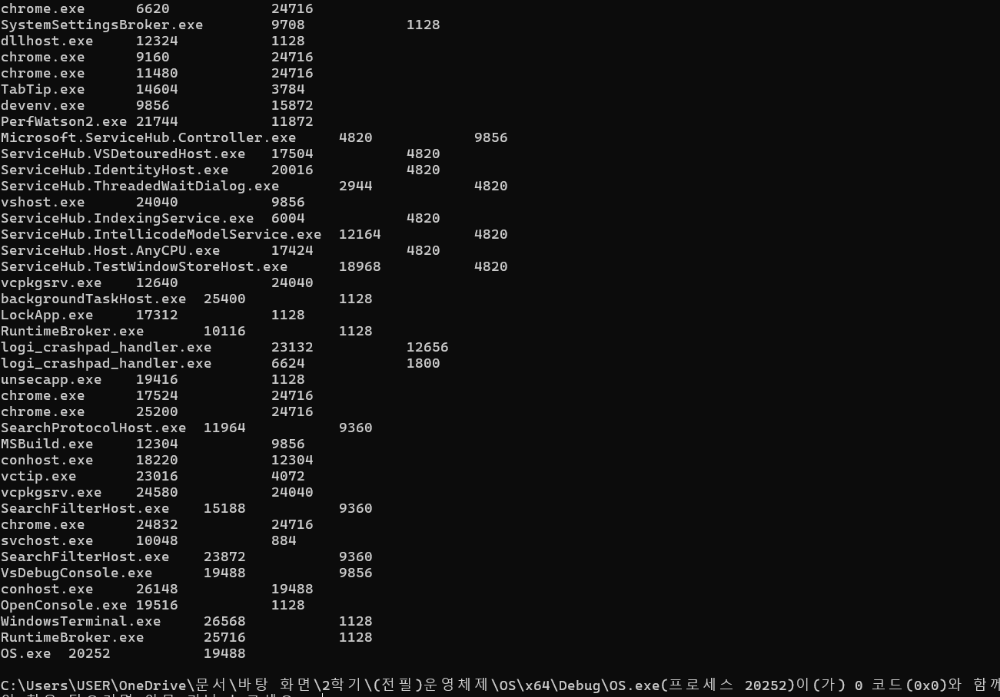 chrome.exe 6620 24716
SystemSettingsBroker.exe 9708 1128
dllhost.exe 12324 1128
chrome.exe 9160 24716
chrome.exe 11480 24716
TabTip.exe 14604 3784
devenv.exe 9856 15872
PerfWatson2.exe 21744 11872
Microsoft.ServiceHub.Controller.exe 4820 9856
ServiceHub.VSDetouredHost.exe 17504 4820
ServiceHub.IdentityHost.exe 20016 4820
ServiceHub.ThreadedWaitDialog.exe 2944 4820
vshost.exe 24040 9856
ServiceHub.IndexingService.exe 6004 4820
ServiceHub.IntellicodeModelService.exe 12164 4820
ServiceHub.Host.AnyCPU.exe 17424 4820
ServiceHub.TestWindowStoreHost.exe 18968 4820
vcpkgsrv.exe 12640 24040
backgroundTaskHost.exe 25400 1128
LockApp.exe 17312 1128
RuntimeBroker.exe 10116 1128
logi_crashpad_handler.exe 23132 12656
logi_crashpad_handler.exe 6624 1800
unsecapp.exe 19416 1128
chrome.exe 17524 24716
chrome.exe 25200 24716
SearchProtocolHost.exe 11964 9360
MSBuild.exe 12304 9856
conhost.exe 18220 12304
vctip.exe 23016 4072
vcpkgsrv.exe 24580 24040
SearchFilterHost.exe 15188 9360
chrome.exe 24832 24716
svchost.exe 10048 884
SearchFilterHost.exe 23872 9360
VsDebugConsole.exe 19488 9856
conhost.exe 26148 19488
OpenConsole.exe 19516 1128
WindowsTerminal.exe 26568 1128
RuntimeBroker.exe 25716 1128
OS.exe 20252 19488
C:\Users\USER\OneDrive\문서\바탕 화면\2학기\(전필)운영체제\OS\x64\Debug\OS.exe(프로세스 20252)이(가) 0 코드(0x0)와 함께